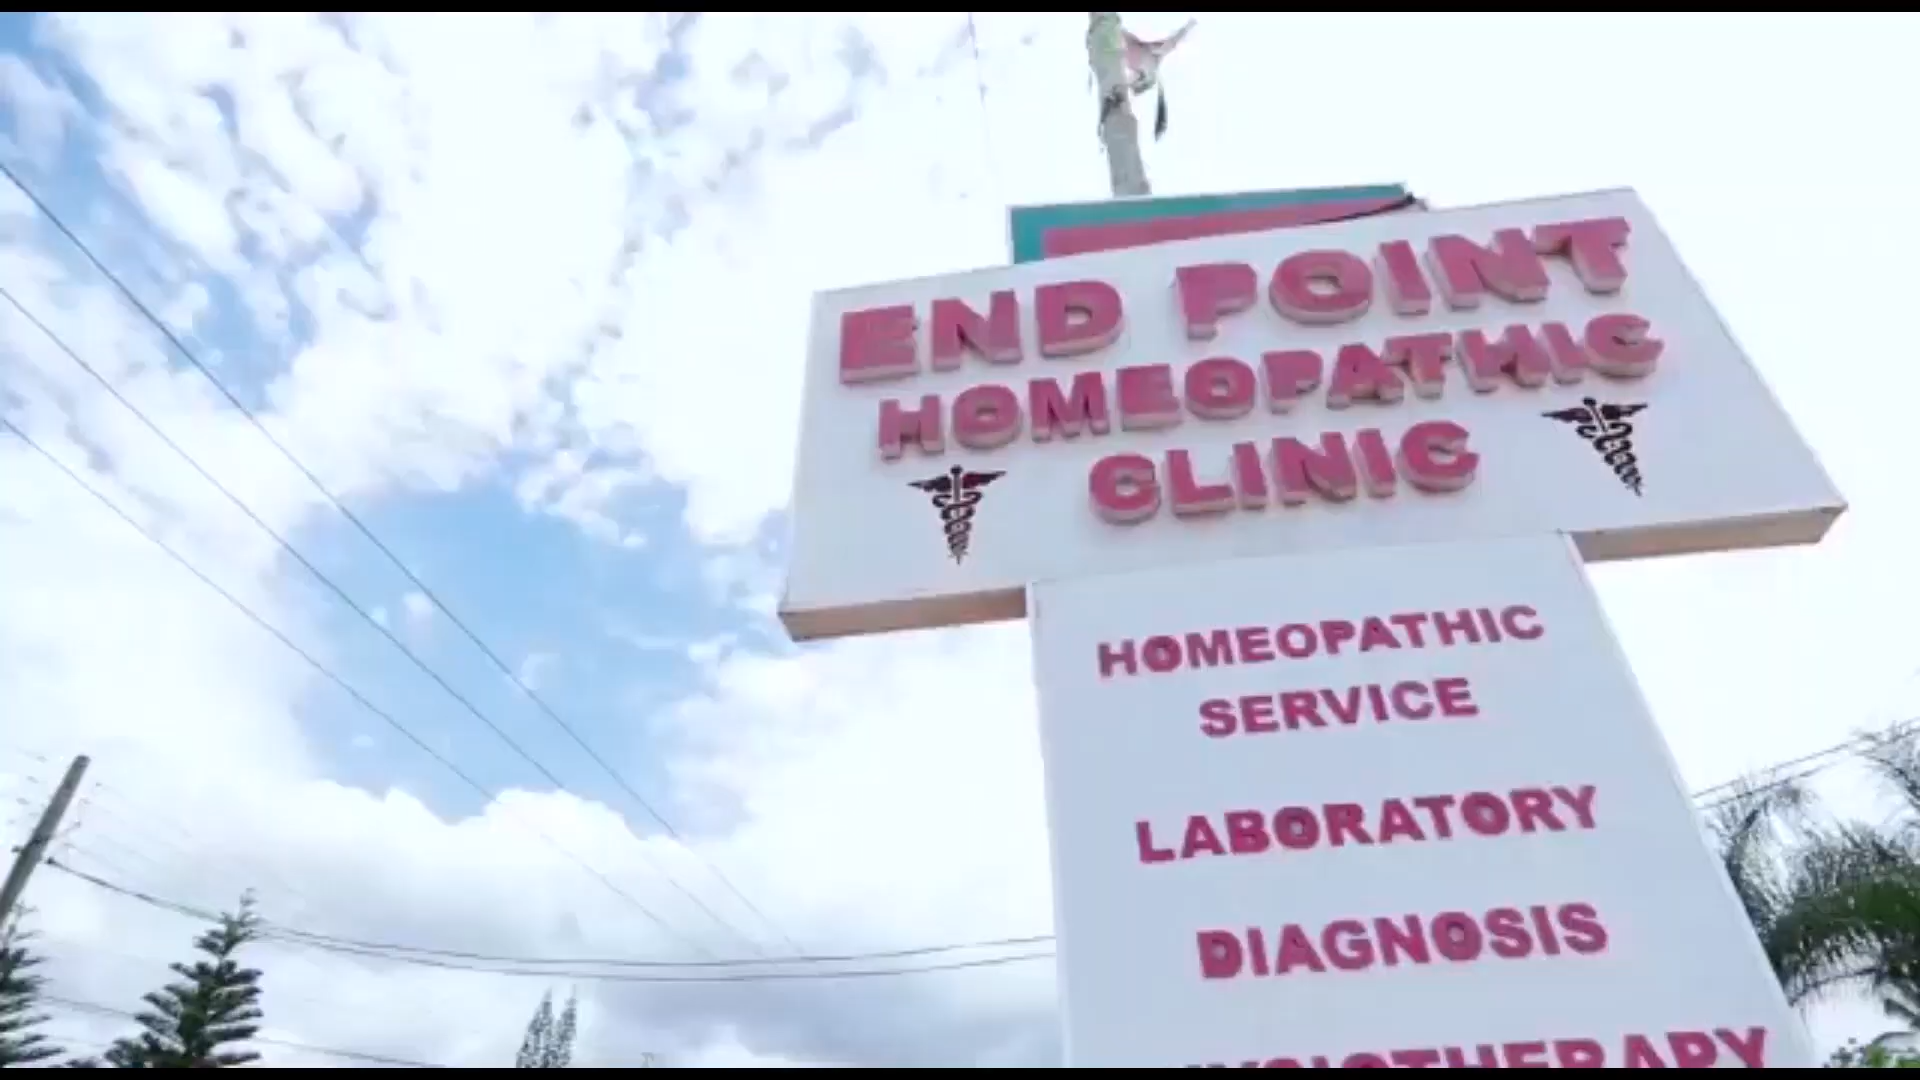 END POINT
HOMEOPATHIC
CLINIC
HOMEOPATHIC
SERVICE
LABORATORY
DIAGNOSIS